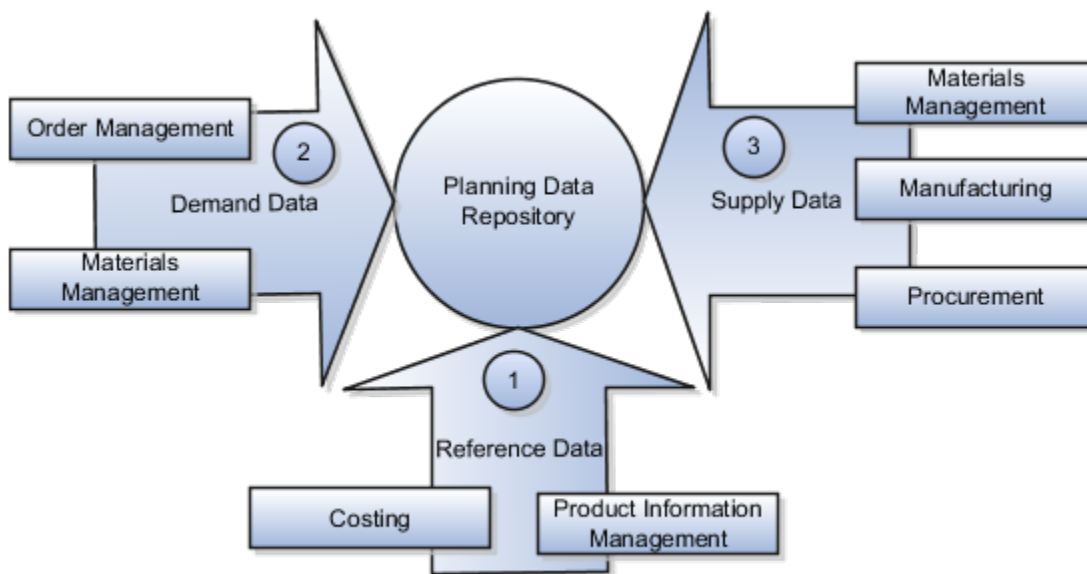 Order Management
2
Demand Data
Materials
Management
Planning Data
Repository
Materials
Management
3
Manufacturing
Supply Data
Procurement
1
Reference Data
Costing
Product Information
Management